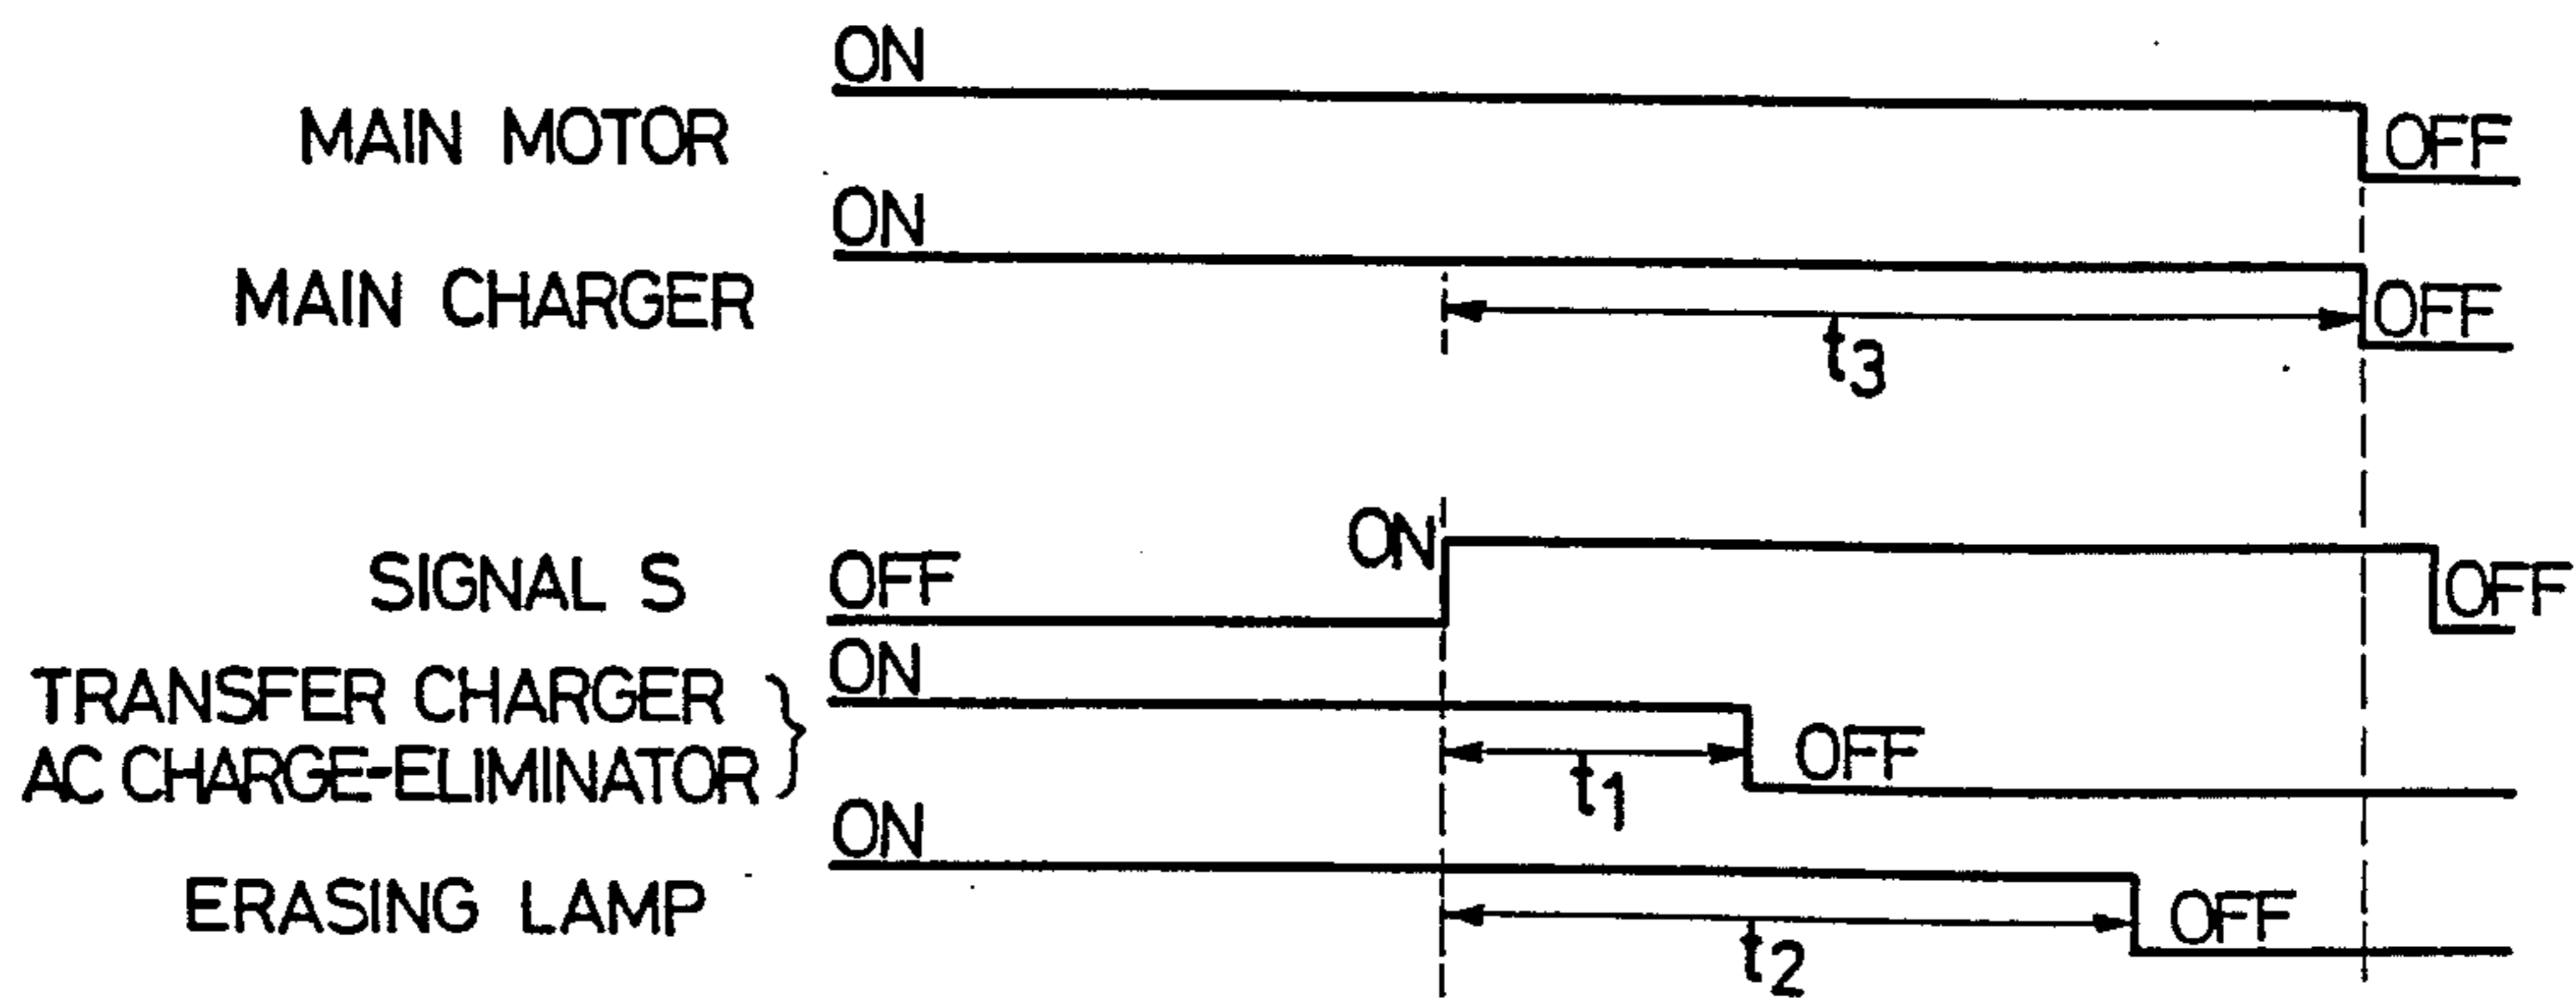 ON
MAIN MOTOR
OFF
ON
MAIN CHARGER
OFF
t3
ON
SIGNAL S
OFF
OFF
ON
TRANSFER CHARGER
AC CHARGE-ELIMINATOR
OFF
t1
ON
ERASING LAMP
OFF
t2